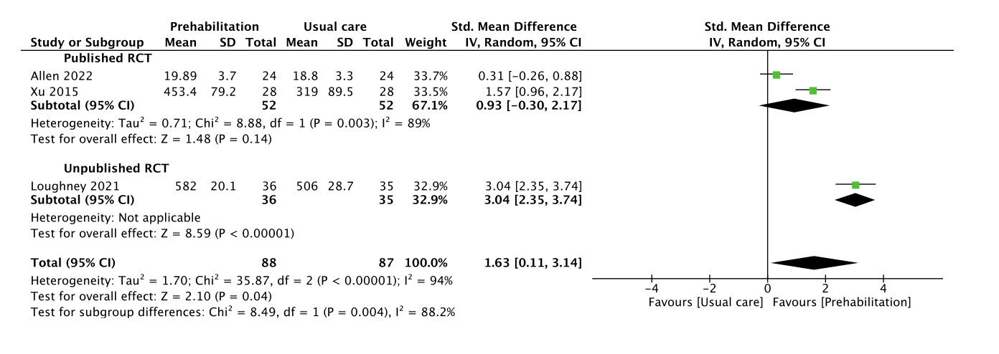 Prehabilitation Usual care Std. Mean Difference Std. Mean Difference
Study or Subgroup Mean SD Total Mean SD Total Weight IV, Random, 95% CI IV, Random, 95% CI
Published RCT
Allen 2022 19.89 3.7 24 18.8 3.3 24 33.7% 0.31 [−0.26, 0.88]
Xu 2015 453.4 79.2 28 319 89.5 28 33.5% 1.57 [0.96, 2.17]
Subtotal (95% CI) 52 52 67.1% 0.93 [−0.30, 2.17]
Heterogeneity: Tau² = 0.71; Chi² = 8.88, df = 1 (P = 0.003); I² = 89%
Test for overall effect: Z = 1.48 (P = 0.14)
Unpublished RCT
Loughney 2021 582 20.1 36 506 28.7 35 32.9% 3.04 [2.35, 3.74]
Subtotal (95% CI) 36 35 32.9% 3.04 [2.35, 3.74]
Heterogeneity: Not applicable
Test for overall effect: Z = 8.59 (P < 0.00001)
Total (95% CI) 88 87 100.0% 1.63 [0.11, 3.14]
Heterogeneity: Tau² = 1.70; Chi² = 35.87, df = 2 (P < 0.00001); I² = 94%
Test for overall effect: Z = 2.10 (P = 0.04)
Test for subgroup differences: Chi² = 8.49, df = 1 (P = 0.004), I² = 88.2%
−4 −2 0 2 4
Favours [Usual care] Favours [Prehabilitation]